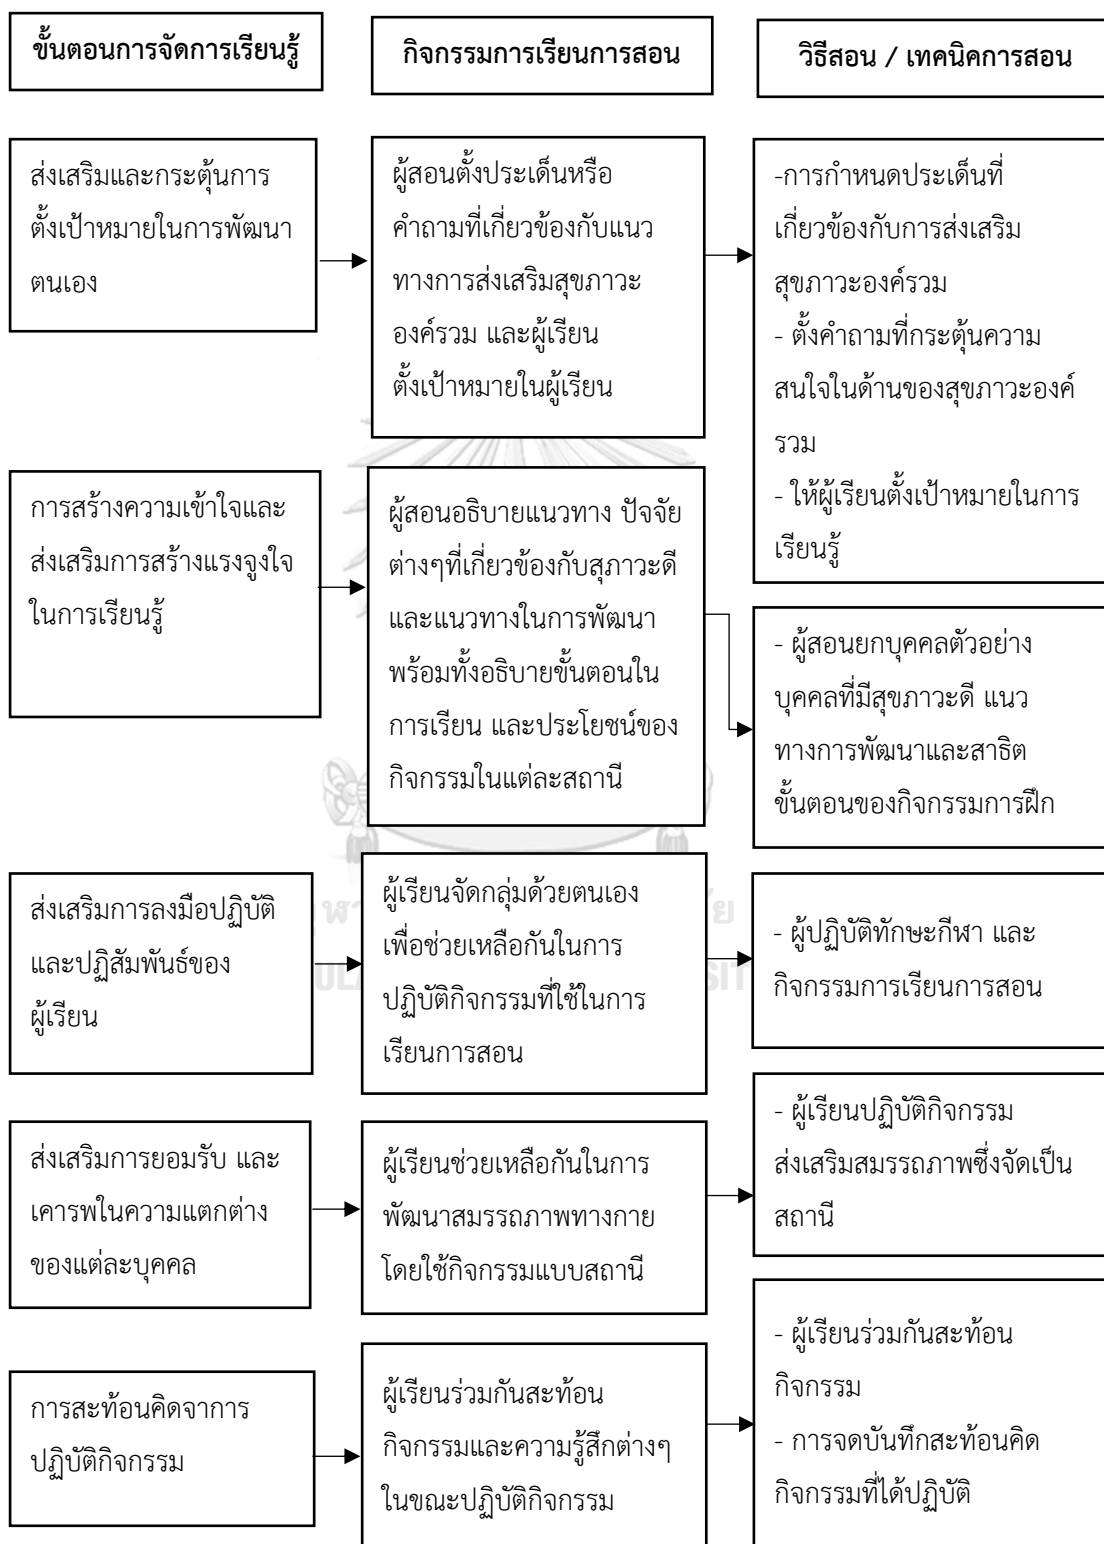 ขั้นตอนการจัดการเรียนรู้
กิจกรรมการเรียนการสอน
วิธีสอน / เทคนิคการสอน
ส่งเสริมและกระตุ้นการ
ตั้งเป้าหมายในการพัฒนา
ตนเอง
ผู้สอนตั้งประเด็นหรือ
คำถามที่เกี่ยวข้องกับแนว
ทางการส่งเสริมสุขภาวะ
องค์รวม และผู้เรียน
ตั้งเป้าหมายในผู้เรียน
-การกำหนดประเด็นที่
เกี่ยวข้องกับการส่งเสริม
สุขภาวะองค์รวม
- ตั้งคำถามที่กระตุ้นความ
สนใจในด้านของสุขภาวะองค์
รวม
- ให้ผู้เรียนตั้งเป้าหมายในการ
เรียนรู้
การสร้างความเข้าใจและ
ส่งเสริมการสร้างแรงจูงใจ
ในการเรียนรู้
ผู้สอนอธิบายแนวทาง ปัจจัย
ต่างๆที่เกี่ยวข้องกับสุภาวะดี
และแนวทางในการพัฒนา
พร้อมทั้งอธิบายขั้นตอนใน
การเรียน และประโยชน์ของ
กิจกรรมในแต่ละสถานี
- ผู้สอนยกบุคคลตัวอย่าง
บุคคลที่มีสุขภาวะดี แนว
ทางการพัฒนาและสาธิต
ขั้นตอนของกิจกรรมการฝึก
ส่งเสริมการลงมือปฏิบัติ
และปฏิสัมพันธ์ของ
ผู้เรียน
ผู้เรียนจัดกลุ่มด้วยตนเอง
เพื่อช่วยเหลือกันในการ
ปฏิบัติกิจกรรมที่ใช้ในการ
เรียนการสอน
- ผู้ปฏิบัติทักษะกีฬา และ
กิจกรรมการเรียนการสอน
ส่งเสริมการยอมรับ และ
เคารพในความแตกต่าง
ของแต่ละบุคคล
ผู้เรียนช่วยเหลือกันในการ
พัฒนาสมรรถภาพทางกาย
โดยใช้กิจกรรมแบบสถานี
- ผู้เรียนปฏิบัติกิจกรรม
ส่งเสริมสมรรถภาพซึ่งจัดเป็น
สถานี
การสะท้อนคิดจาการ
ปฏิบัติกิจกรรม
ผู้เรียนร่วมกันสะท้อน
กิจกรรมและความรู้สึกต่างๆ
ในขณะปฏิบัติกิจกรรม
- ผู้เรียนร่วมกันสะท้อน
กิจกรรม
- การจดบันทึกสะท้อนคิด
กิจกรรมที่ได้ปฏิบัติ